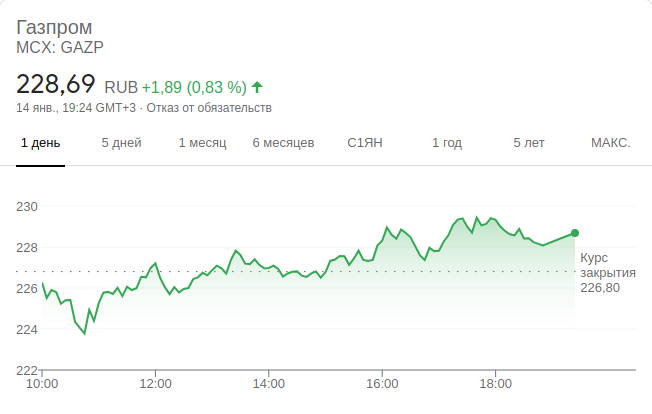 Газпром
MCX: GAZP
228,69 RUB +1,89 (0,83 %)
14 янв., 19:24 GMT+3 · Отказ от обязательств
1 день 5 дней 1 месяц 6 месяцев С1ЯН 1 год 5 лет МАКС.
230
228
Курс
закрытия
226,80
226
224
222
10:00 12:00 14:00 16:00 18:00